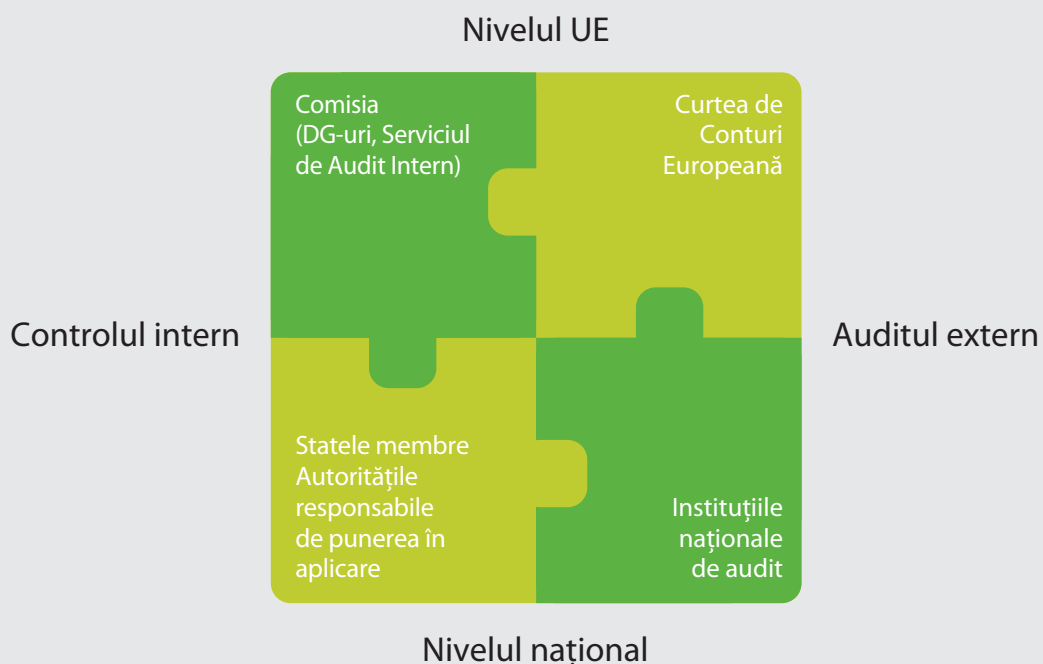 Nivelul UE
Comisia
(DG-uri, Serviciul
de Audit Intern)
Curtea de
Conturi
Europeană
Controlul intern
Auditul extern
Statele membre
Autoritățile
responsabile
de punerea în
aplicare
Instituțiile
naționale
de audit
Nivelul național